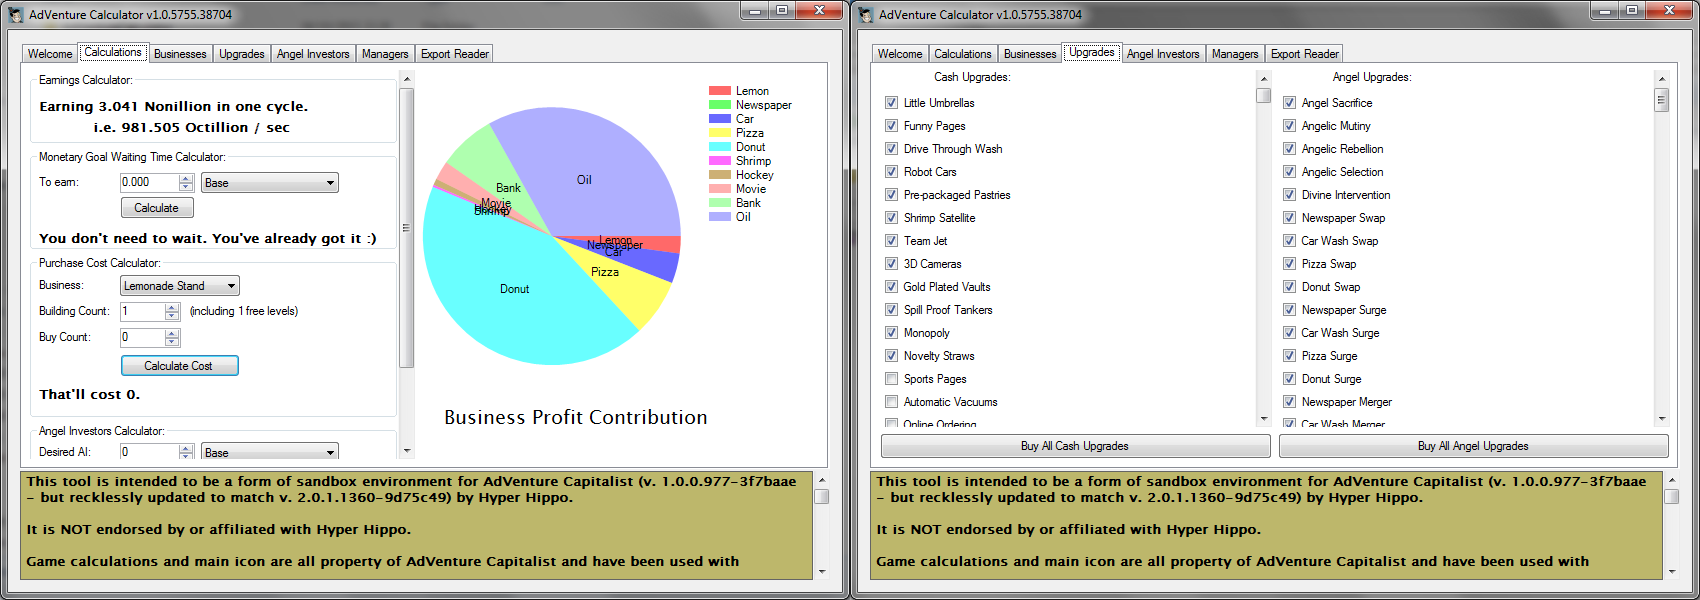 AdVenture Calculator v1.0.5755.38704
Welcome Calculations Businesses Upgrades Angel Investors Managers Export Reader
Earnings Calculator:
Earning 3.041 Nonillion in one cycle.
i.e. 981.505 Octillion / sec
Monetary Goal Waiting Time Calculator:
To earn: 0.000 Base
Calculate
You don't need to wait. You've already got it :)
Purchase Cost Calculator:
Business: Lemonade Stand
Building Count: 1 (including 1 free levels)
Buy Count: 0
Calculate Cost
That'll cost 0.
Angel Investors Calculator:
Desired AI: 0 Base
Lemon
Newspaper
Car
Pizza
Donut
Shrimp
Hockey
Movie
Bank
Oil
Oil
Bank
Movie
Hockey
Shrimp
Lemon
Newspaper
Car
Pizza
Donut
Business Profit Contribution
This tool is intended to be a form of sandbox environment for AdVenture Capitalist (v. 1.0.0.977-3f7baae
- but recklessly updated to match v. 2.0.1.1360-9d75c49) by Hyper Hippo.
It is NOT endorsed by or affiliated with Hyper Hippo.
Game calculations and main icon are all property of AdVenture Capitalist and have been used with
AdVenture Calculator v1.0.5755.38704
Welcome Calculations Businesses Upgrades Angel Investors Managers Export Reader
Cash Upgrades:
Little Umbrellas
Funny Pages
Drive Through Wash
Robot Cars
Pre-packaged Pastries
Shrimp Satellite
Team Jet
3D Cameras
Gold Plated Vaults
Spill Proof Tankers
Monopoly
Novelty Straws
Sports Pages
Automatic Vacuums
Online Ordering
Buy All Cash Upgrades
Angel Upgrades:
Angel Sacrifice
Angelic Mutiny
Angelic Rebellion
Angelic Selection
Divine Intervention
Newspaper Swap
Car Wash Swap
Pizza Swap
Donut Swap
Newspaper Surge
Car Wash Surge
Pizza Surge
Donut Surge
Newspaper Merger
Car Wash Merger
Buy All Angel Upgrades
This tool is intended to be a form of sandbox environment for AdVenture Capitalist (v. 1.0.0.977-3f7baae
- but recklessly updated to match v. 2.0.1.1360-9d75c49) by Hyper Hippo.
It is NOT endorsed by or affiliated with Hyper Hippo.
Game calculations and main icon are all property of AdVenture Capitalist and have been used with